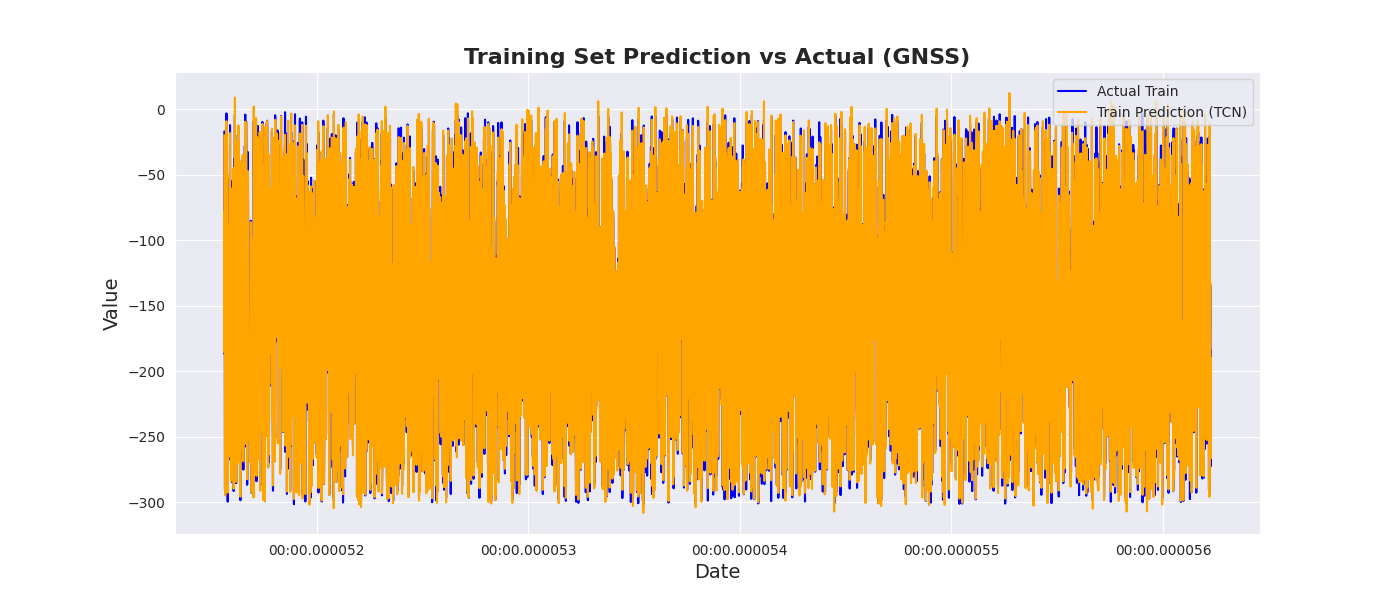 Training Set Prediction vs Actual (GNSS)
Actual Train
Train Prediction (TCN)
Value
0
−50
−100
−150
−200
−250
−300
00:00.000052
00:00.000053
00:00.000054
00:00.000055
00:00.000056
Date